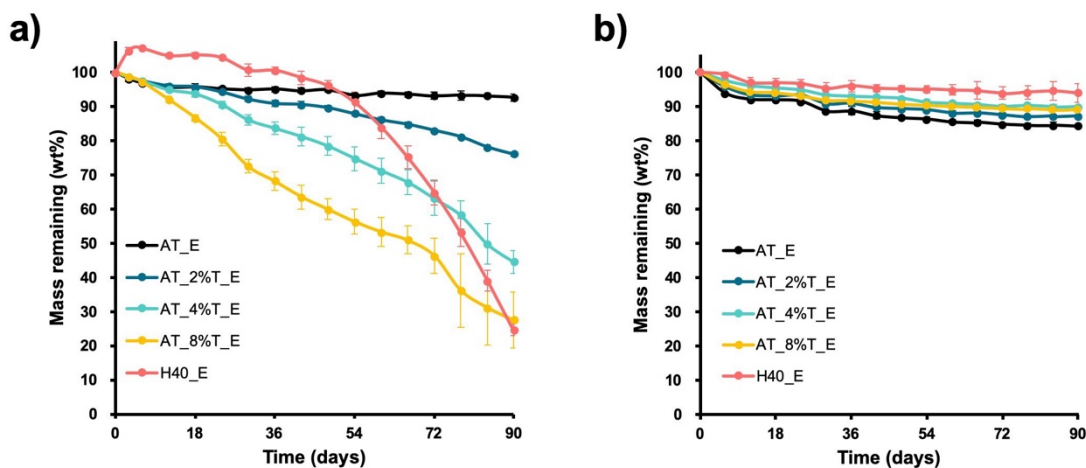 a)
Mass remaining (wt%)
100
90
80
70
60
50
40
30
20
10
0
AT_E
AT_2%T_E
AT_4%T_E
AT_8%T_E
H40_E
0 18 36 54 72 90
Time (days)
b)
Mass remaining (wt%)
100
90
80
70
60
50
40
30
20
10
0
AT_E
AT_2%T_E
AT_4%T_E
AT_8%T_E
H40_E
0 18 36 54 72 90
Time (days)